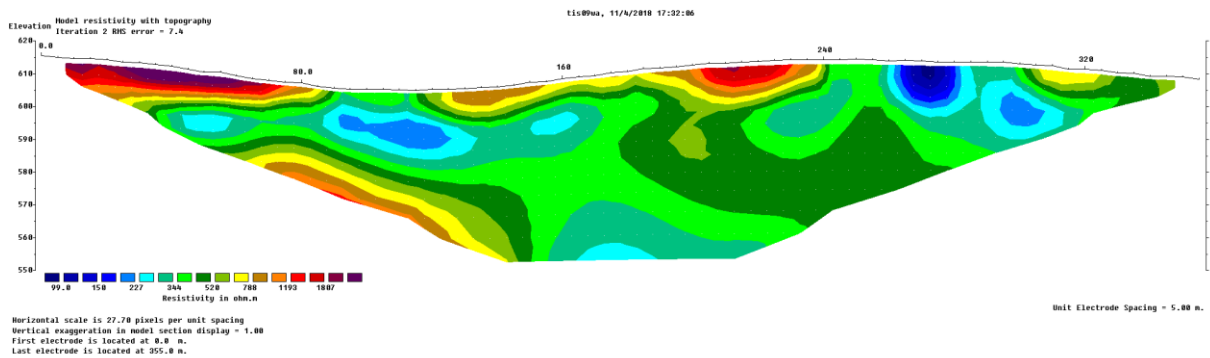 tis09wa, 11/4/2018 17:32:06
Elevation
Model resistivity with topography
Iteration 2 RMS error = 7.4
620
610
600
590
580
570
560
550
0.0
80.0
160
240
320
99.0 150 227 344 520 788 1193 1807
Resistivity in ohm.m
Unit Electrode Spacing = 5.00 m.
Horizontal scale is 27.70 pixels per unit spacing
Vertical exaggeration in model section display = 1.00
First electrode is located at 0.0 m.
Last electrode is located at 355.0 m.